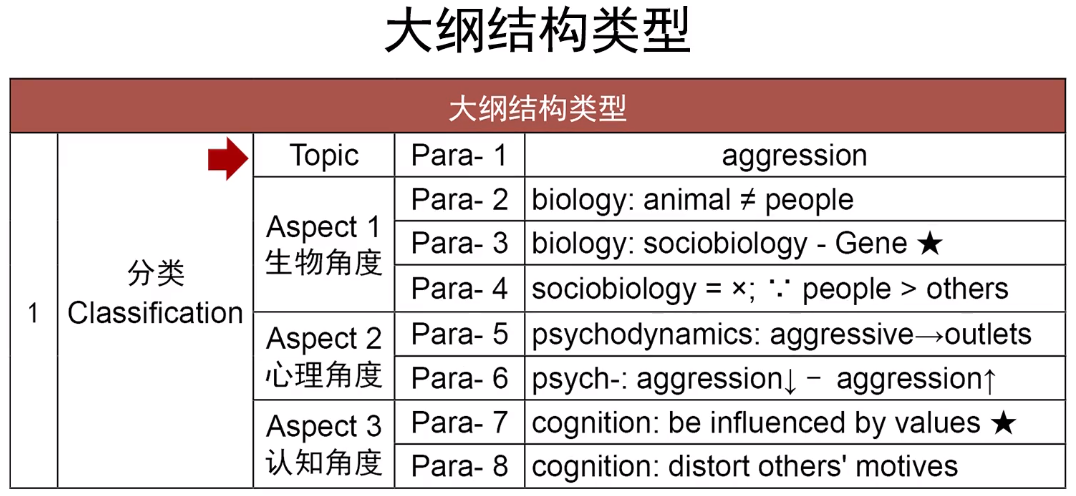 大纲结构类型
大纲结构类型
1
分类
Classification
Topic
Para- 1
aggression
Aspect 1
生物角度
Para- 2
biology: animal ≠ people
Para- 3
biology: sociobiology - Gene ★
Para- 4
sociobiology = ×; ∵ people > others
Aspect 2
心理角度
Para- 5
psychodynamics: aggressive→outlets
Para- 6
psych-: aggression↓ – aggression↑
Aspect 3
认知角度
Para- 7
cognition: be influenced by values ★
Para- 8
cognition: distort others' motives